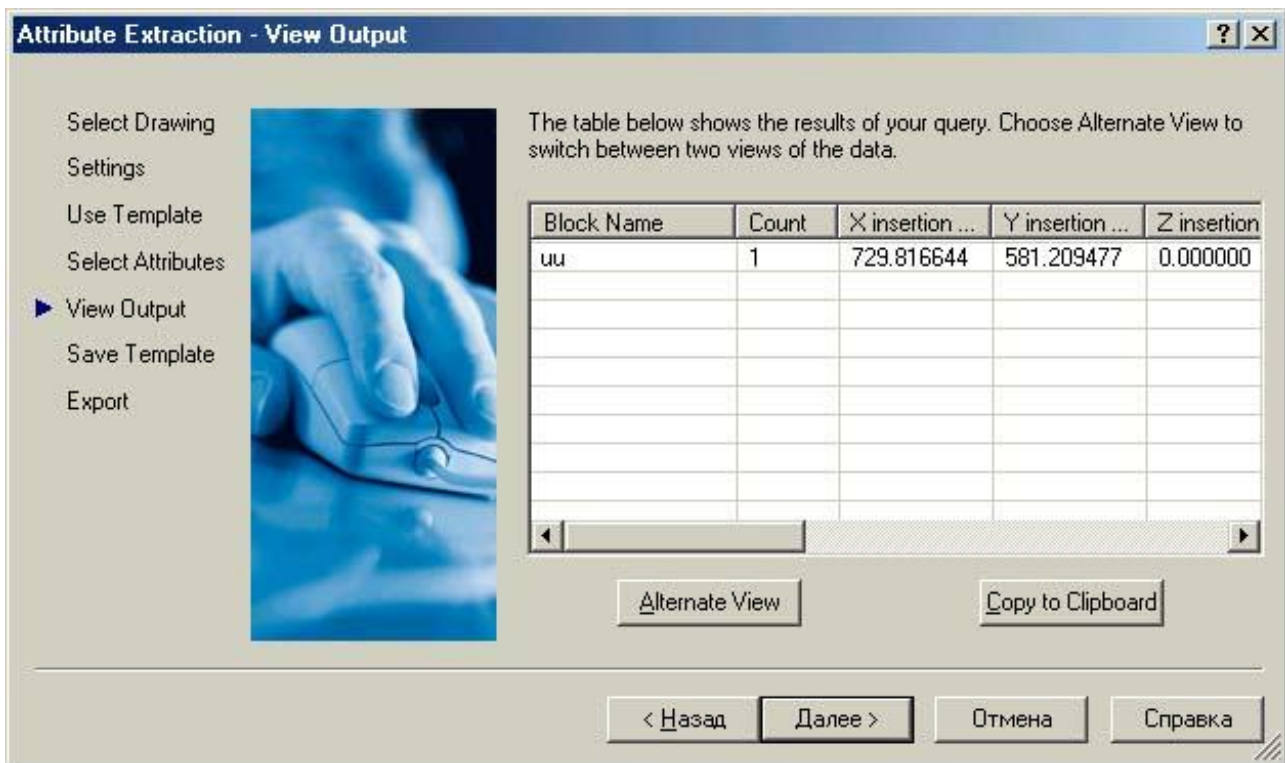 Attribute Extraction - View Output
Select Drawing
Settings
Use Template
Select Attributes
View Output
Save Template
Export
The table below shows the results of your query. Choose Alternate View to
switch between two views of the data.
Block Name Count X insertion ... Y insertion ... Z insertion
uu 1 729.816644 581.209477 0.000000
Alternate View Copy to Clipboard
< Назад Далее > Отмена Справка